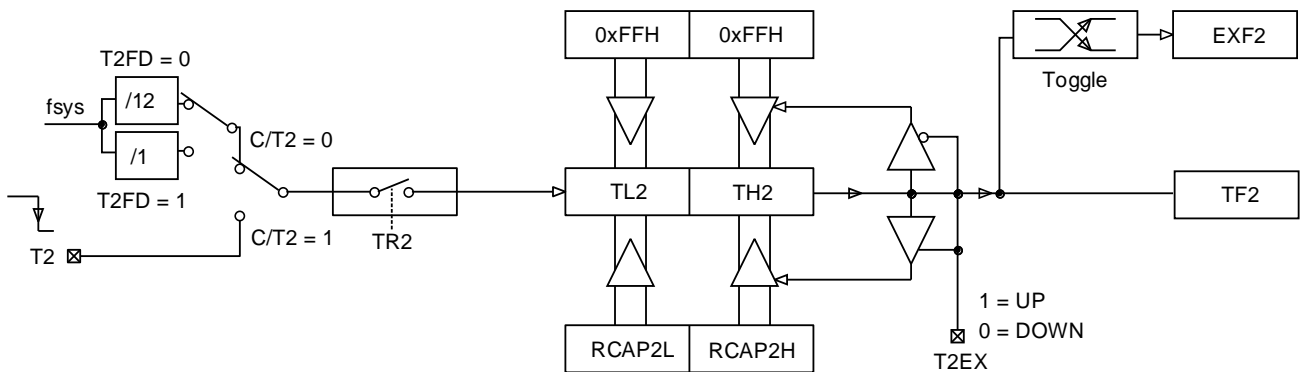 0xFFH 0xFFH EXF2
T2FD = 0 Toggle
fsys /12
C/T2 = 0
/1
T2FD = 1 TL2 TH2 TF2
C/T2 = 1
T2 TR2
1 = UP
0 = DOWN
RCAP2L RCAP2H T2EX